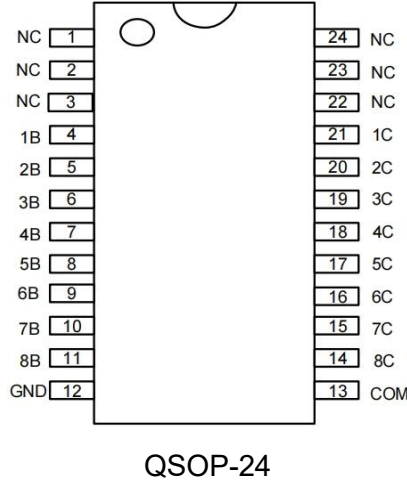 NC 1 24 NC
NC 2 23 NC
NC 3 22 NC
1B 4 21 1C
2B 5 20 2C
3B 6 19 3C
4B 7 18 4C
5B 8 17 5C
6B 9 16 6C
7B 10 15 7C
8B 11 14 8C
GND 12 13 COM
QSOP-24